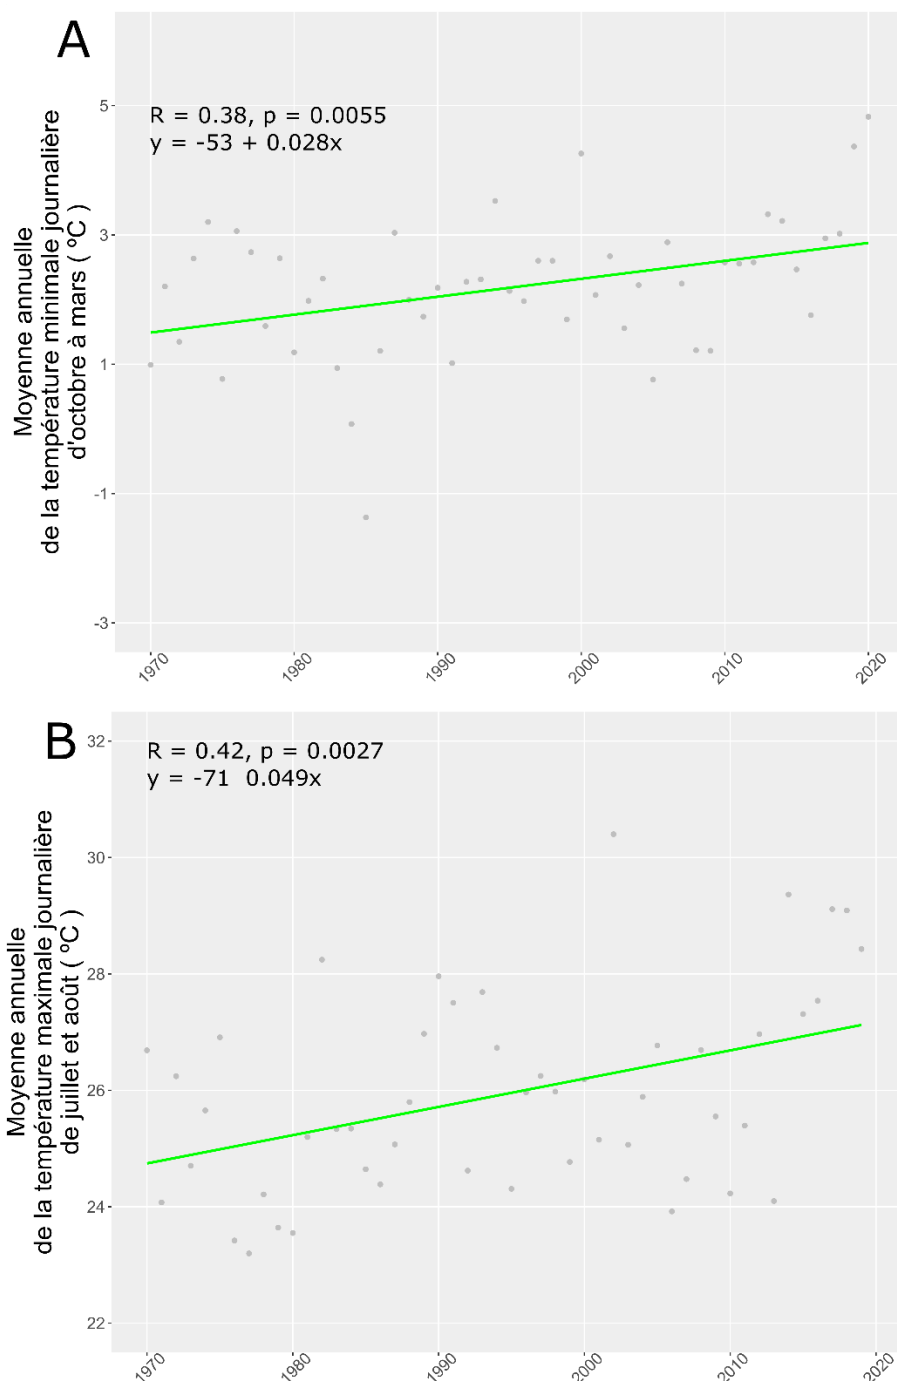 A
R = 0.38, p = 0.0055
y = -53 + 0.028x
Moyenne annuelle
de la température minimale journalière
d'octobre à mars ( ºC )
5
3
1
-1
-3
1970
1980
1990
2000
2010
2020
B
R = 0.42, p = 0.0027
y = -71  0.049x
Moyenne annuelle
de la température maximale journalière
de juillet et août ( ºC )
32
30
28
26
24
22
1970
1980
1990
2000
2010
2020